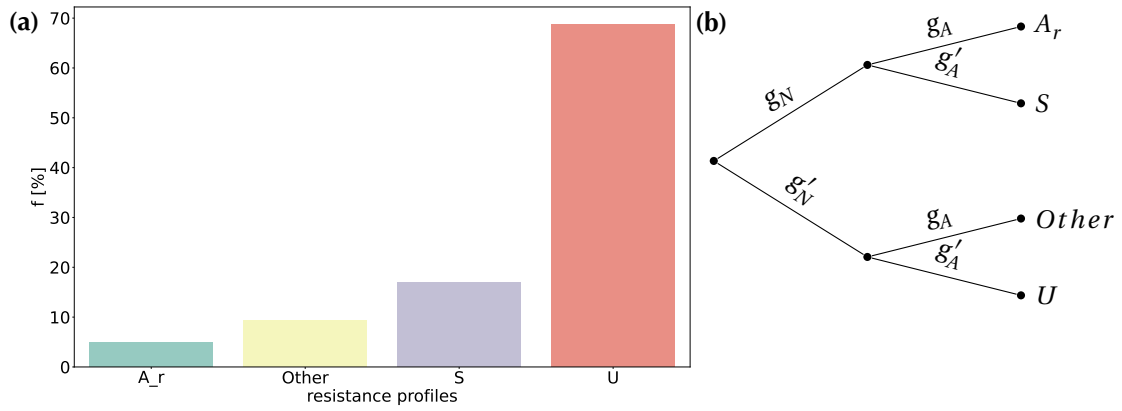 (a)
f [%]
70
60
50
40
30
20
10
0
A_r Other S U
resistance profiles
(b)
g_N
g'_N
g_A
g'_A
g_A
g'_A
A_r
S
Other
U